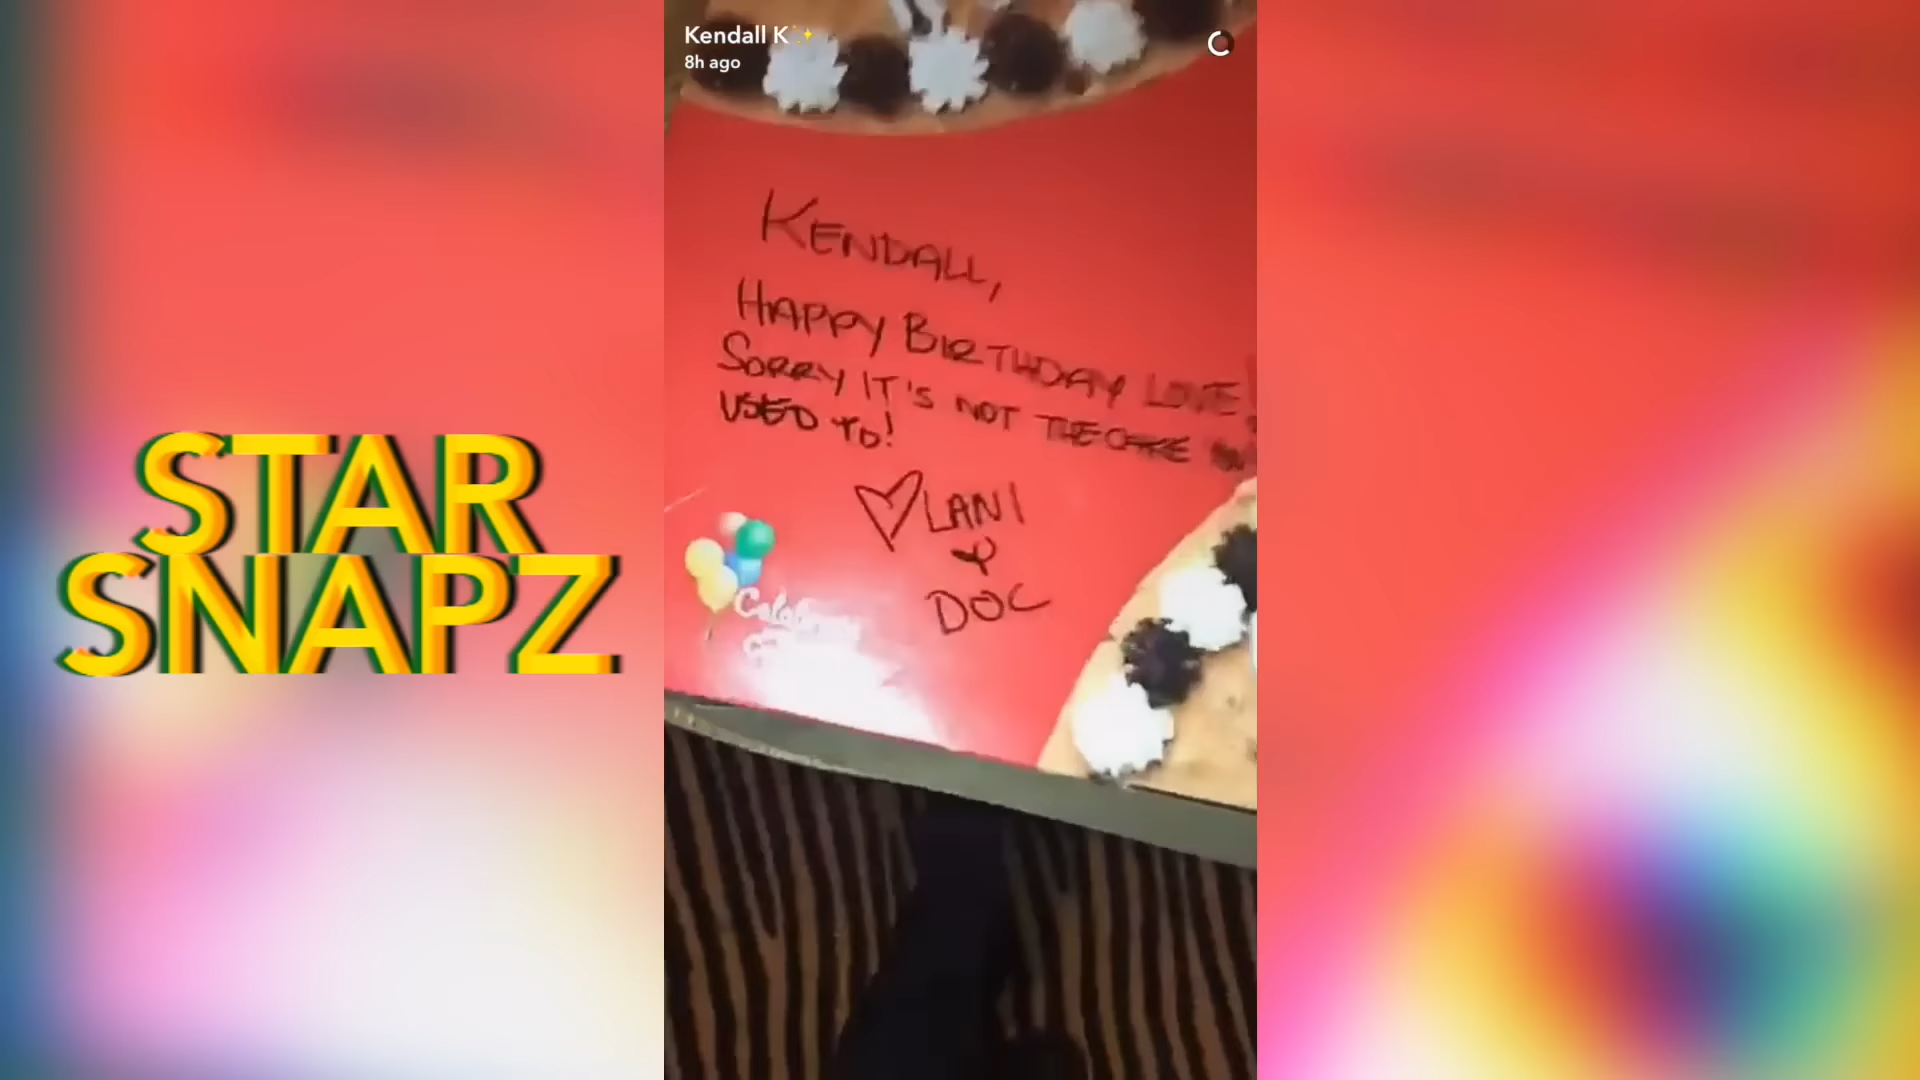 Kendall K✨
8h ago
KENDALL,
HAPPY BIRTHDAY LOVE!
SORRY IT'S NOT THE CAKE
USED TO!
♡ LANI
&
DOC
STAR
SNAPZ